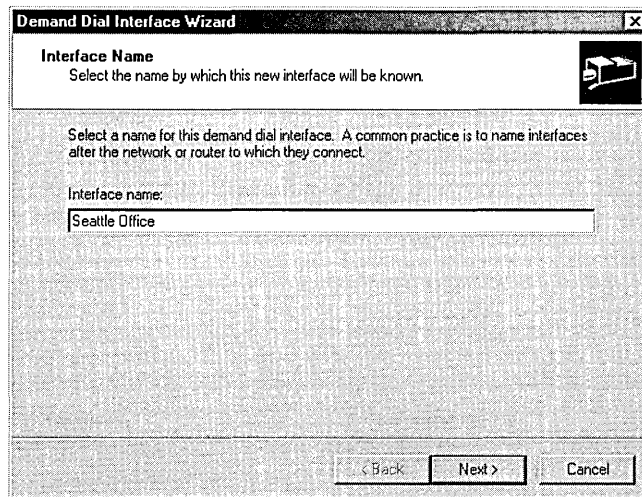 Demand Dial Interface Wizard
Interface Name
Select the name by which this new interface will be known.
Select a name for this demand dial interface. A common practice is to name interfaces
after the network or router to which they connect.
Interface name:
Seattle Office
< Back
Next >
Cancel